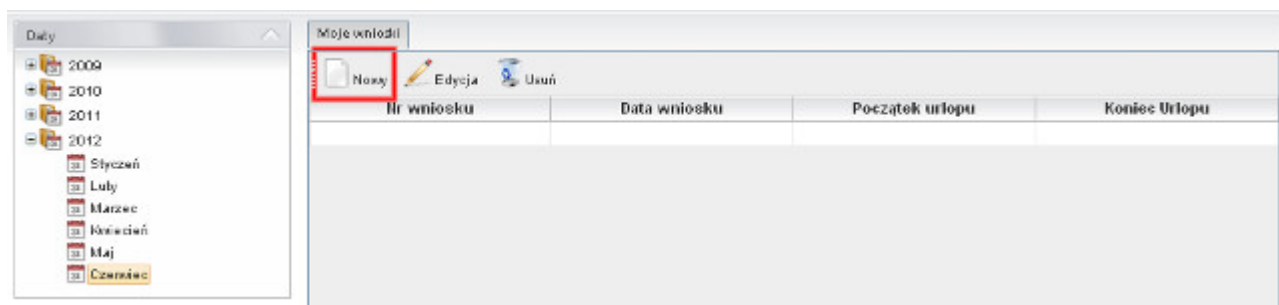 Daty
2009
2010
2011
2012
Styczeń
Luty
Marzec
Kwiecień
Maj
Czerwiec
Moje wnioski
Nowy Edycja Usuń
Nr wniosku Data wniosku Początek urlopu Koniec Urlopu